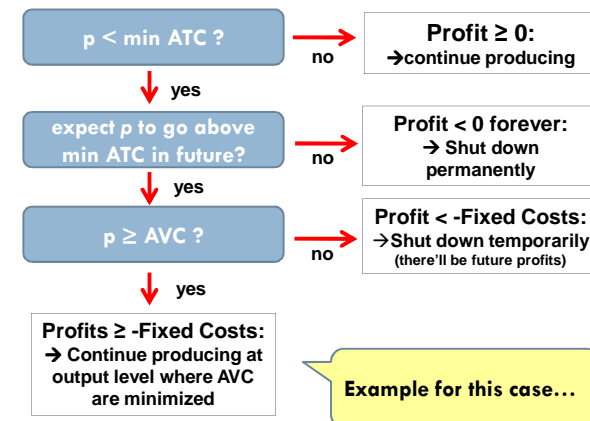 p < min ATC ?
no
Profit ≥ 0:
→continue producing
yes
expect p to go above
min ATC in future?
no
Profit < 0 forever:
→ Shut down
permanently
yes
p ≥ AVC ?
no
Profit < -Fixed Costs:
→Shut down temporarily
(there'll be future profits)
yes
Profits ≥ -Fixed Costs:
→ Continue producing at
output level where AVC
are minimized
Example for this case…